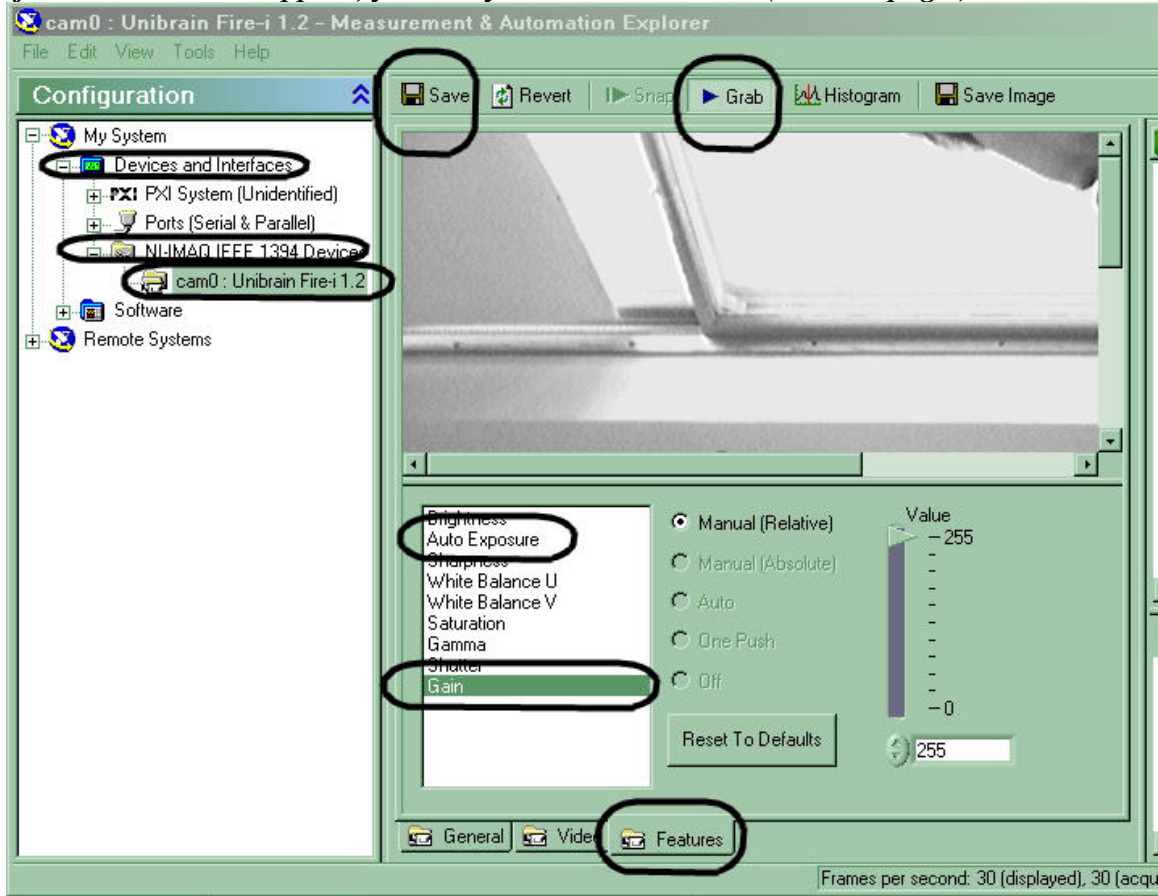 cam0 : Unibrain Fire-i 1.2 - Measurement & Automation Explorer
File Edit View Tools Help
Configuration
Save Revert Snap Grab Histogram Save Image
My System
Devices and Interfaces
PXI PXI System (Unidentified)
Ports (Serial & Parallel)
NI-IMAQ IEEE 1394 Devices
cam0 : Unibrain Fire-i 1.2
Software
Remote Systems
Brightness
Auto Exposure
Sharpness
White Balance U
White Balance V
Saturation
Gamma
Shutter
Gain
Manual (Relative)
Manual (Absolute)
Auto
One Push
Off
Reset To Defaults
Value
255
0
255
General Video Features
Frames per second: 30 (displayed), 30 (acqu